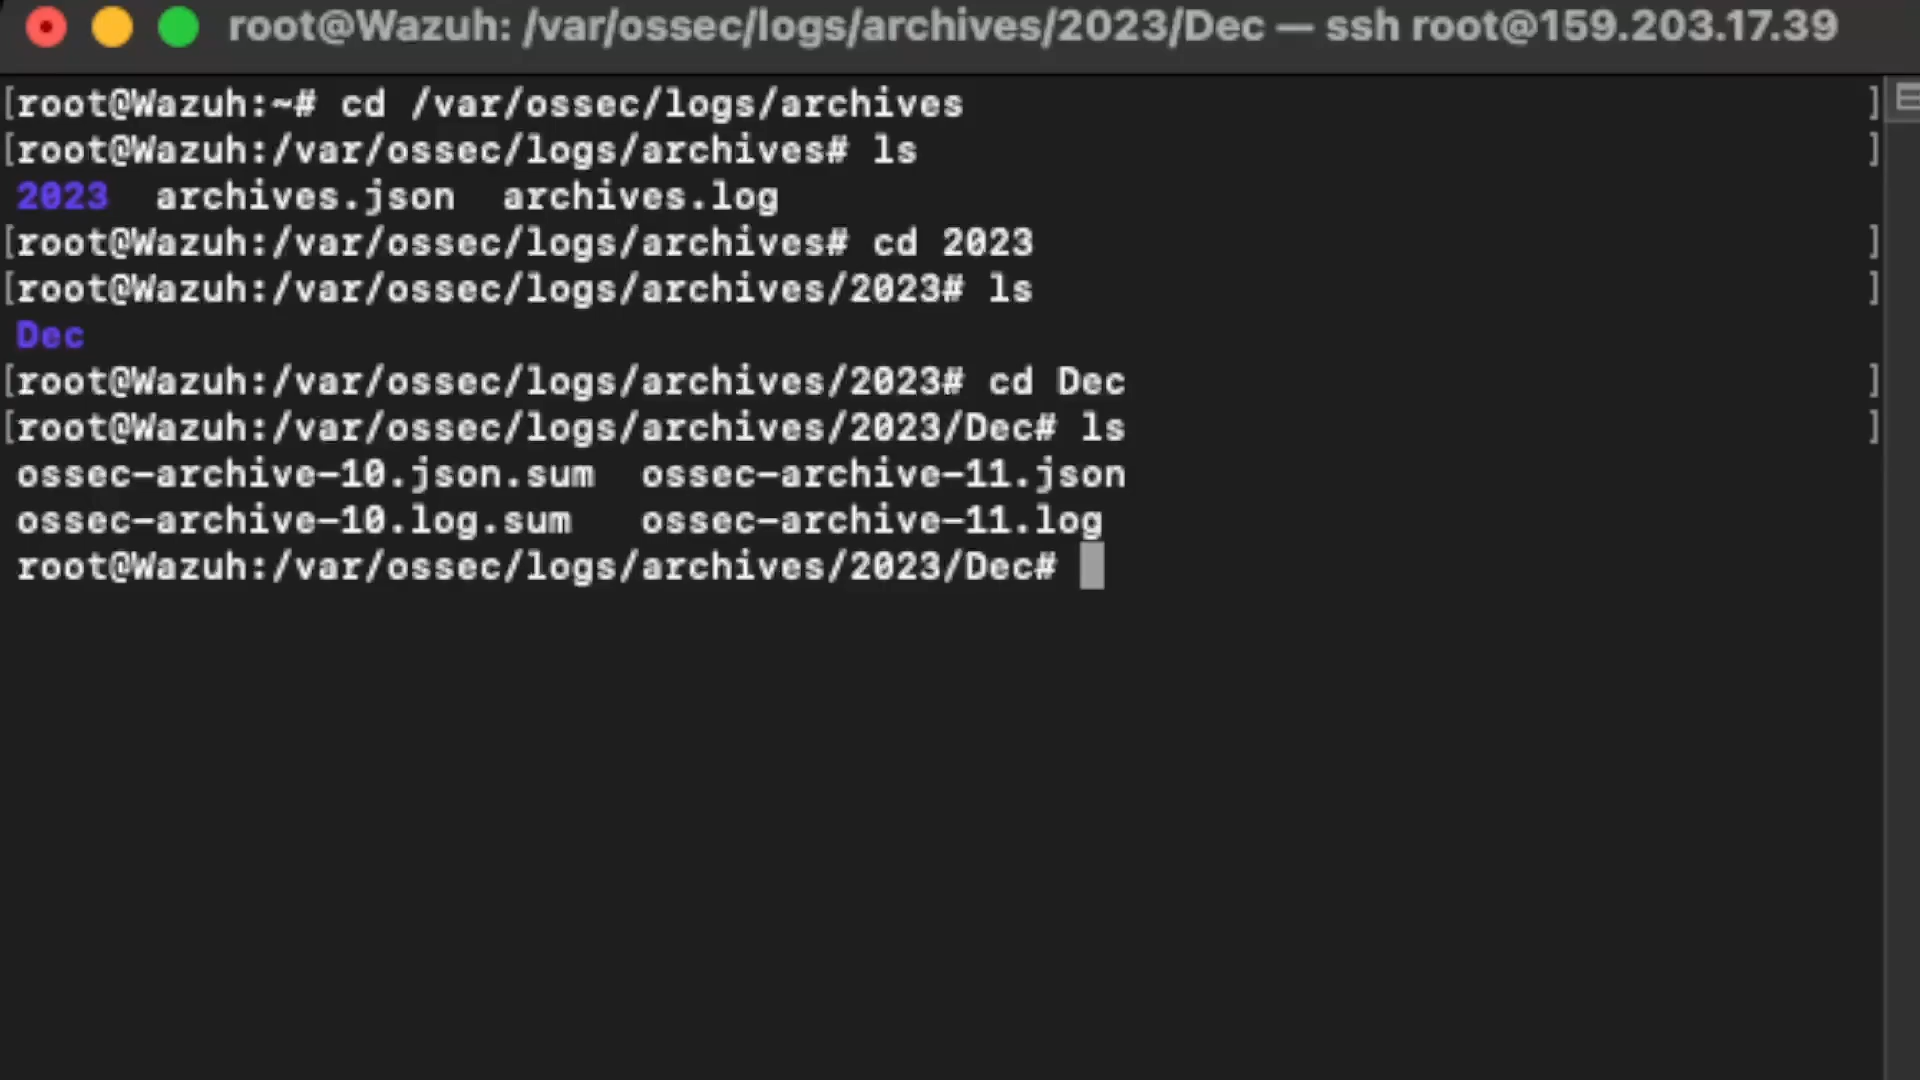 root@Wazuh: /var/ossec/logs/archives/2023/Dec — ssh root@159.203.17.39
[root@Wazuh:~# cd /var/ossec/logs/archives ]
[root@Wazuh:/var/ossec/logs/archives# ls ]
2023  archives.json  archives.log
[root@Wazuh:/var/ossec/logs/archives# cd 2023 ]
[root@Wazuh:/var/ossec/logs/archives/2023# ls ]
Dec
[root@Wazuh:/var/ossec/logs/archives/2023# cd Dec ]
[root@Wazuh:/var/ossec/logs/archives/2023/Dec# ls ]
ossec-archive-10.json.sum  ossec-archive-11.json
ossec-archive-10.log.sum   ossec-archive-11.log
root@Wazuh:/var/ossec/logs/archives/2023/Dec#